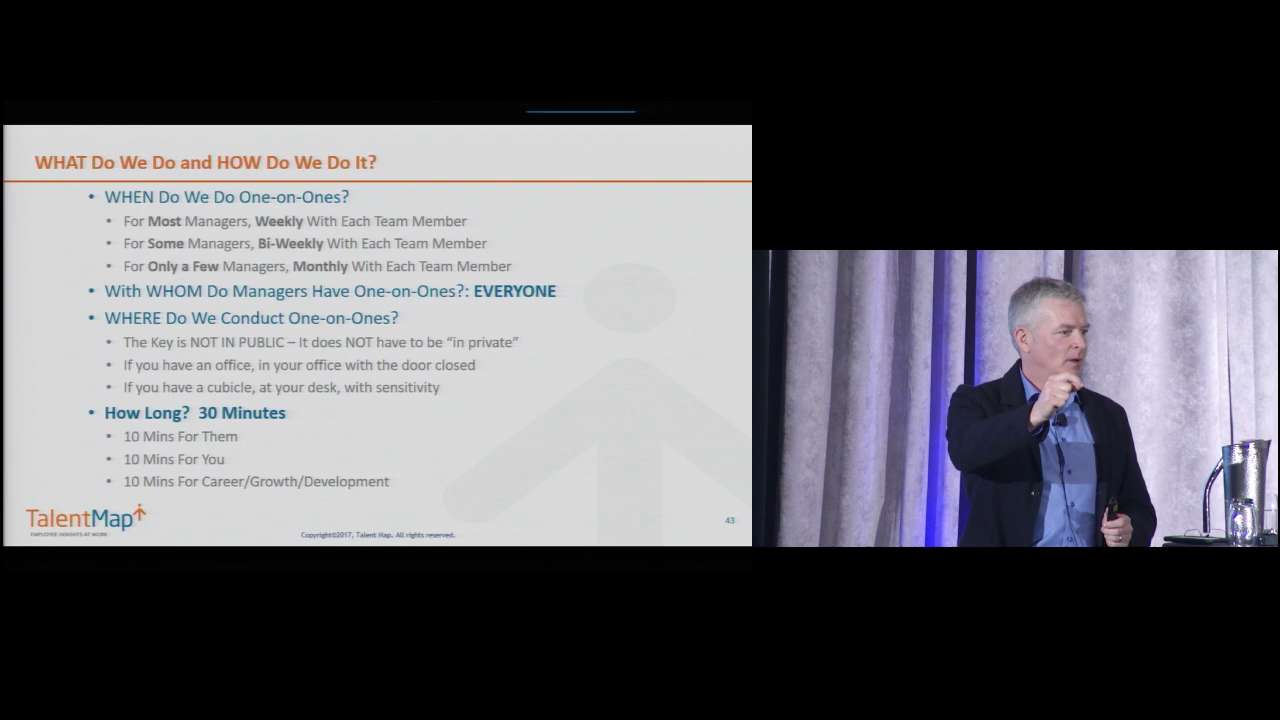 WHAT Do We Do and HOW Do We Do It?
• WHEN Do We Do One-on-Ones?
• For Most Managers, Weekly With Each Team Member
• For Some Managers, Bi-Weekly With Each Team Member
• For Only a Few Managers, Monthly With Each Team Member
• With WHOM Do Managers Have One-on-Ones?: EVERYONE
• WHERE Do We Conduct One-on-Ones?
• The Key is NOT IN PUBLIC – It does NOT have to be “in private”
• If you have an office, in your office with the door closed
• If you have a cubicle, at your desk, with sensitivity
• How Long? 30 Minutes
• 10 Mins For Them
• 10 Mins For You
• 10 Mins For Career/Growth/Development
TalentMap
EMPLOYEE INSIGHTS AT WORK
Copyright©2017, Talent Map. All rights reserved.
43